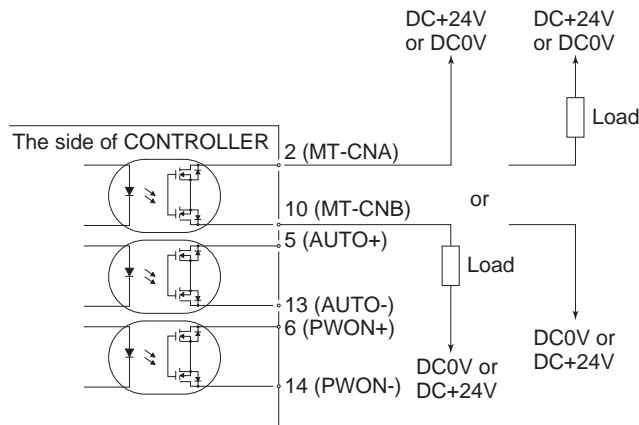 DC+24V
or DC0V
DC+24V
or DC0V
Load
The side of CONTROLLER
2 (MT-CNA)
10 (MT-CNB)
or
5 (AUTO+)
Load
13 (AUTO-)
6 (PWON+)
DC0V or
DC+24V
DC0V or
DC+24V
14 (PWON-)